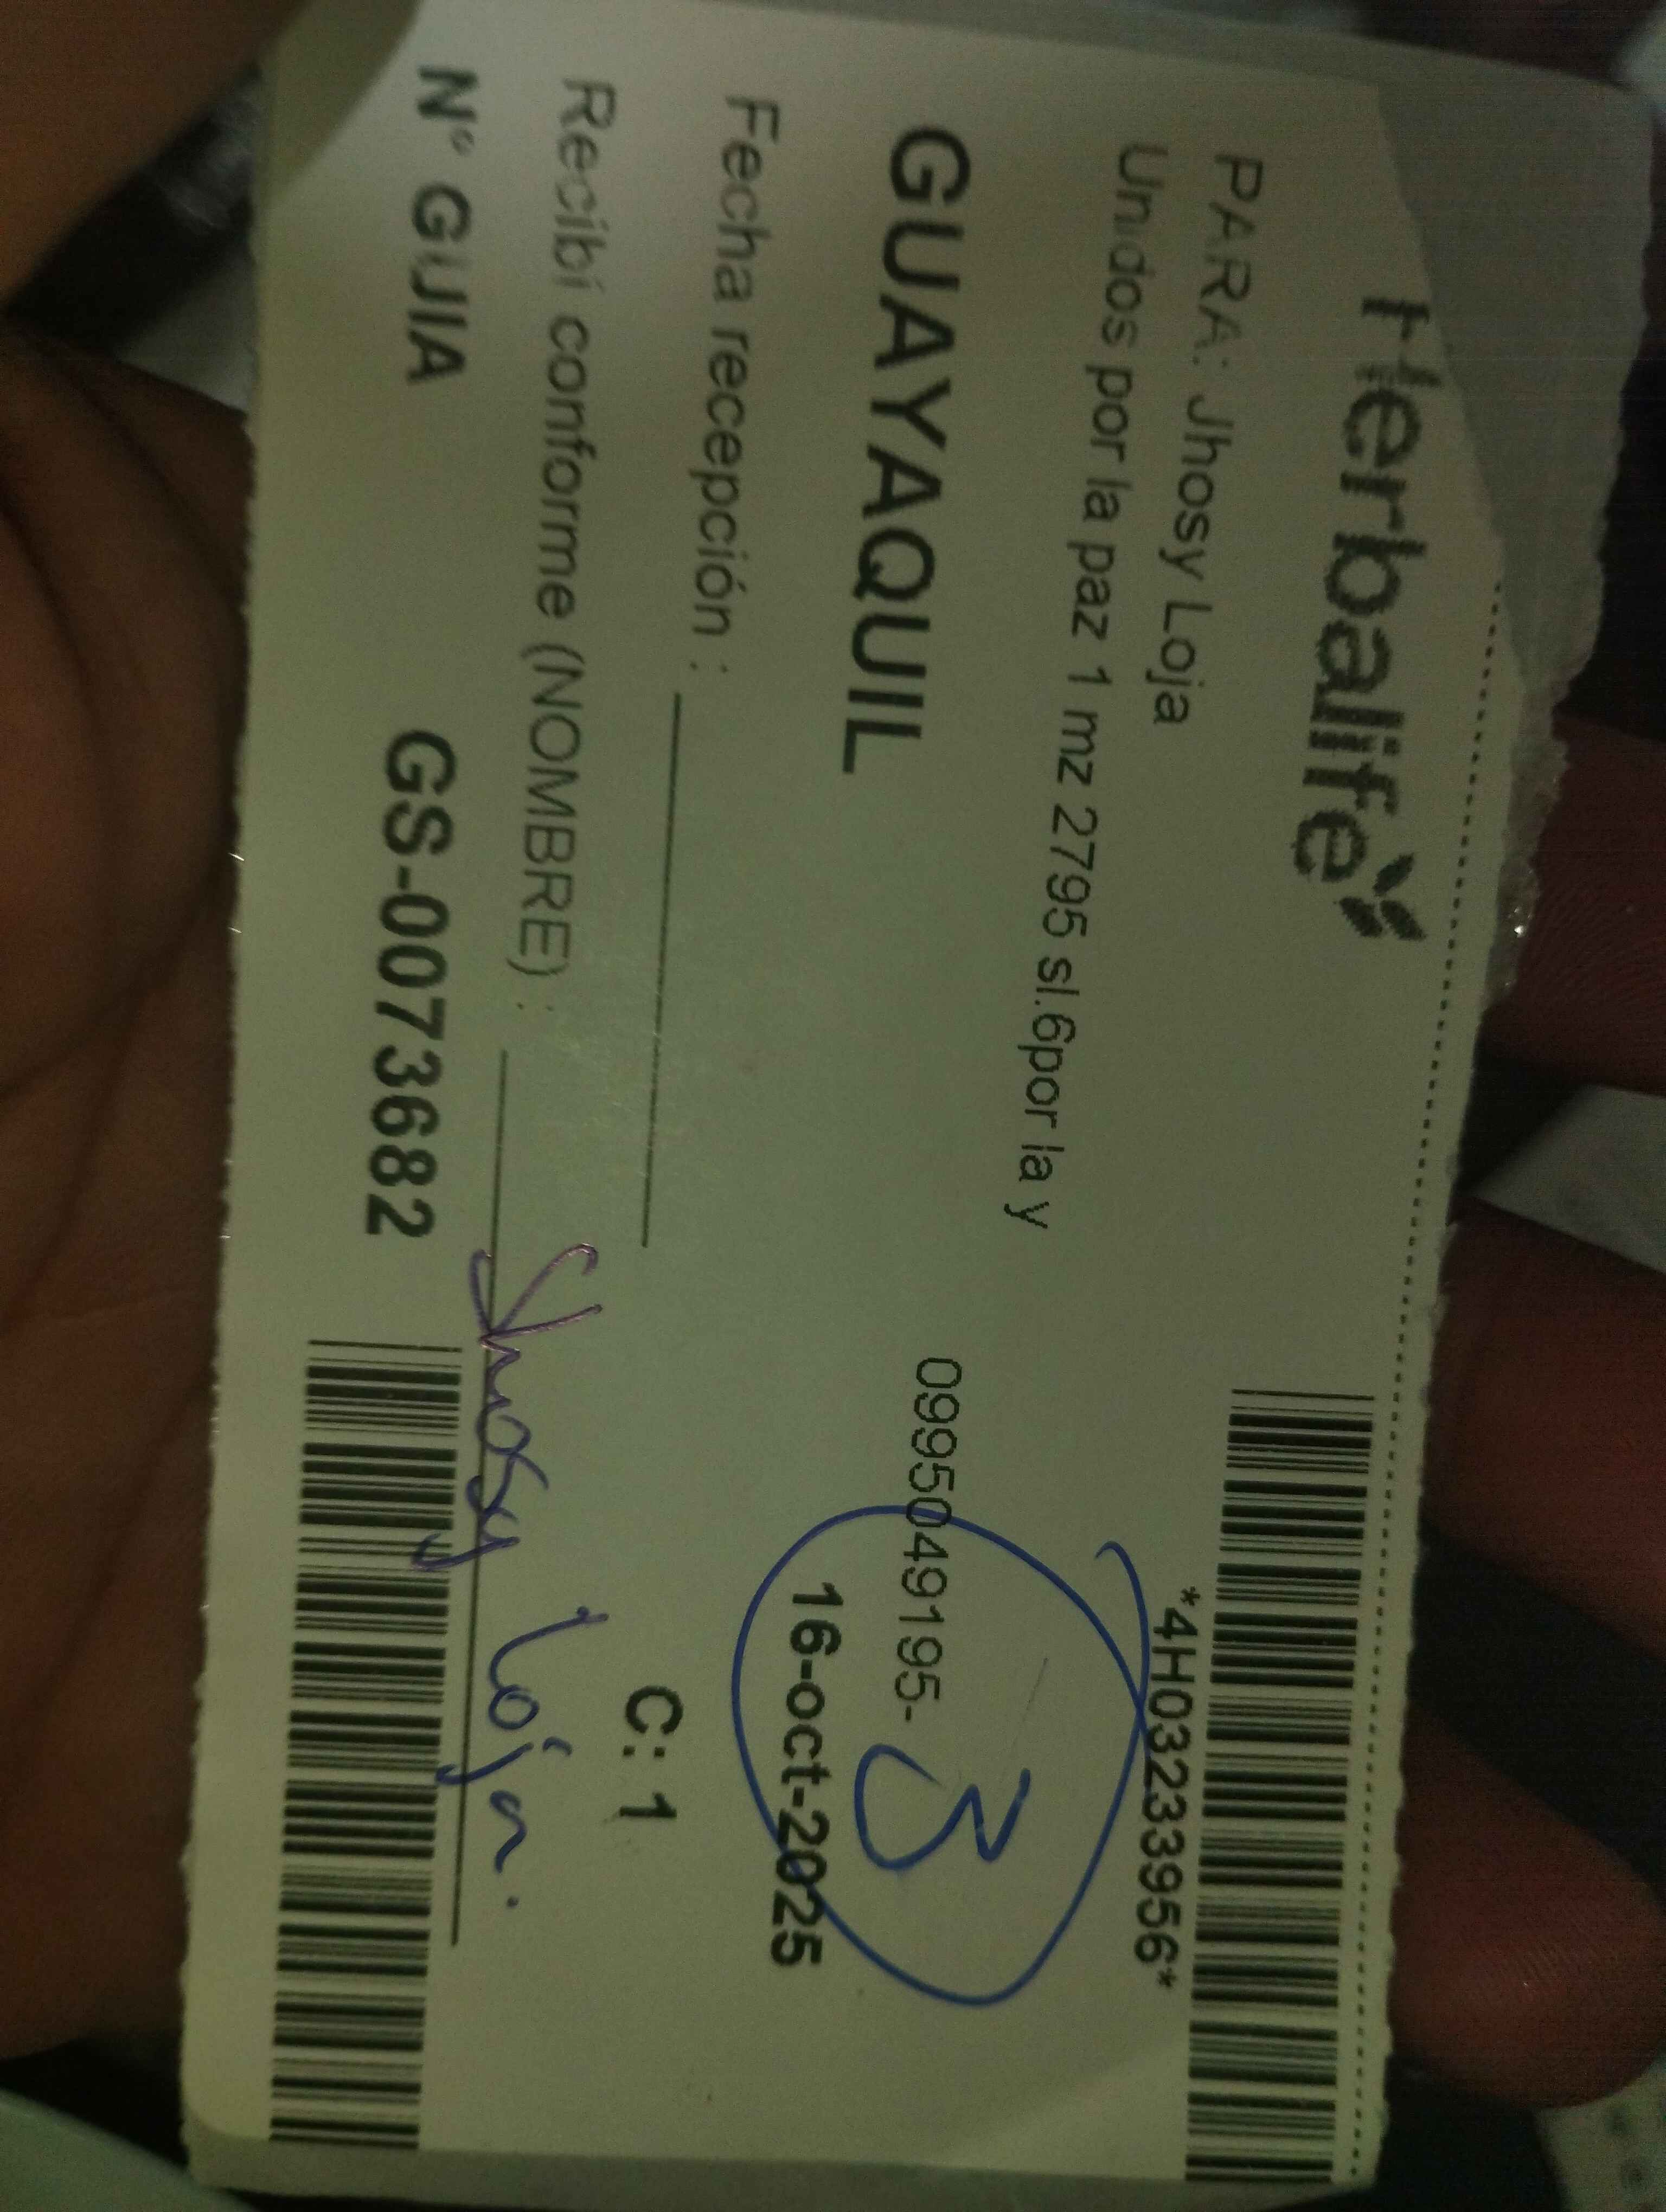 Herbalife
*4H03233956*
PARA: Jhosy Loja
Unidos por la paz 1 mz 2795 sl.6por la y
0995049195-
3
GUAYAQUIL
16-oct-2025
Fecha recepción :
C: 1
Recibí conforme (NOMBRE) : Jhosy Loja.
N° GUIA GS-0073682